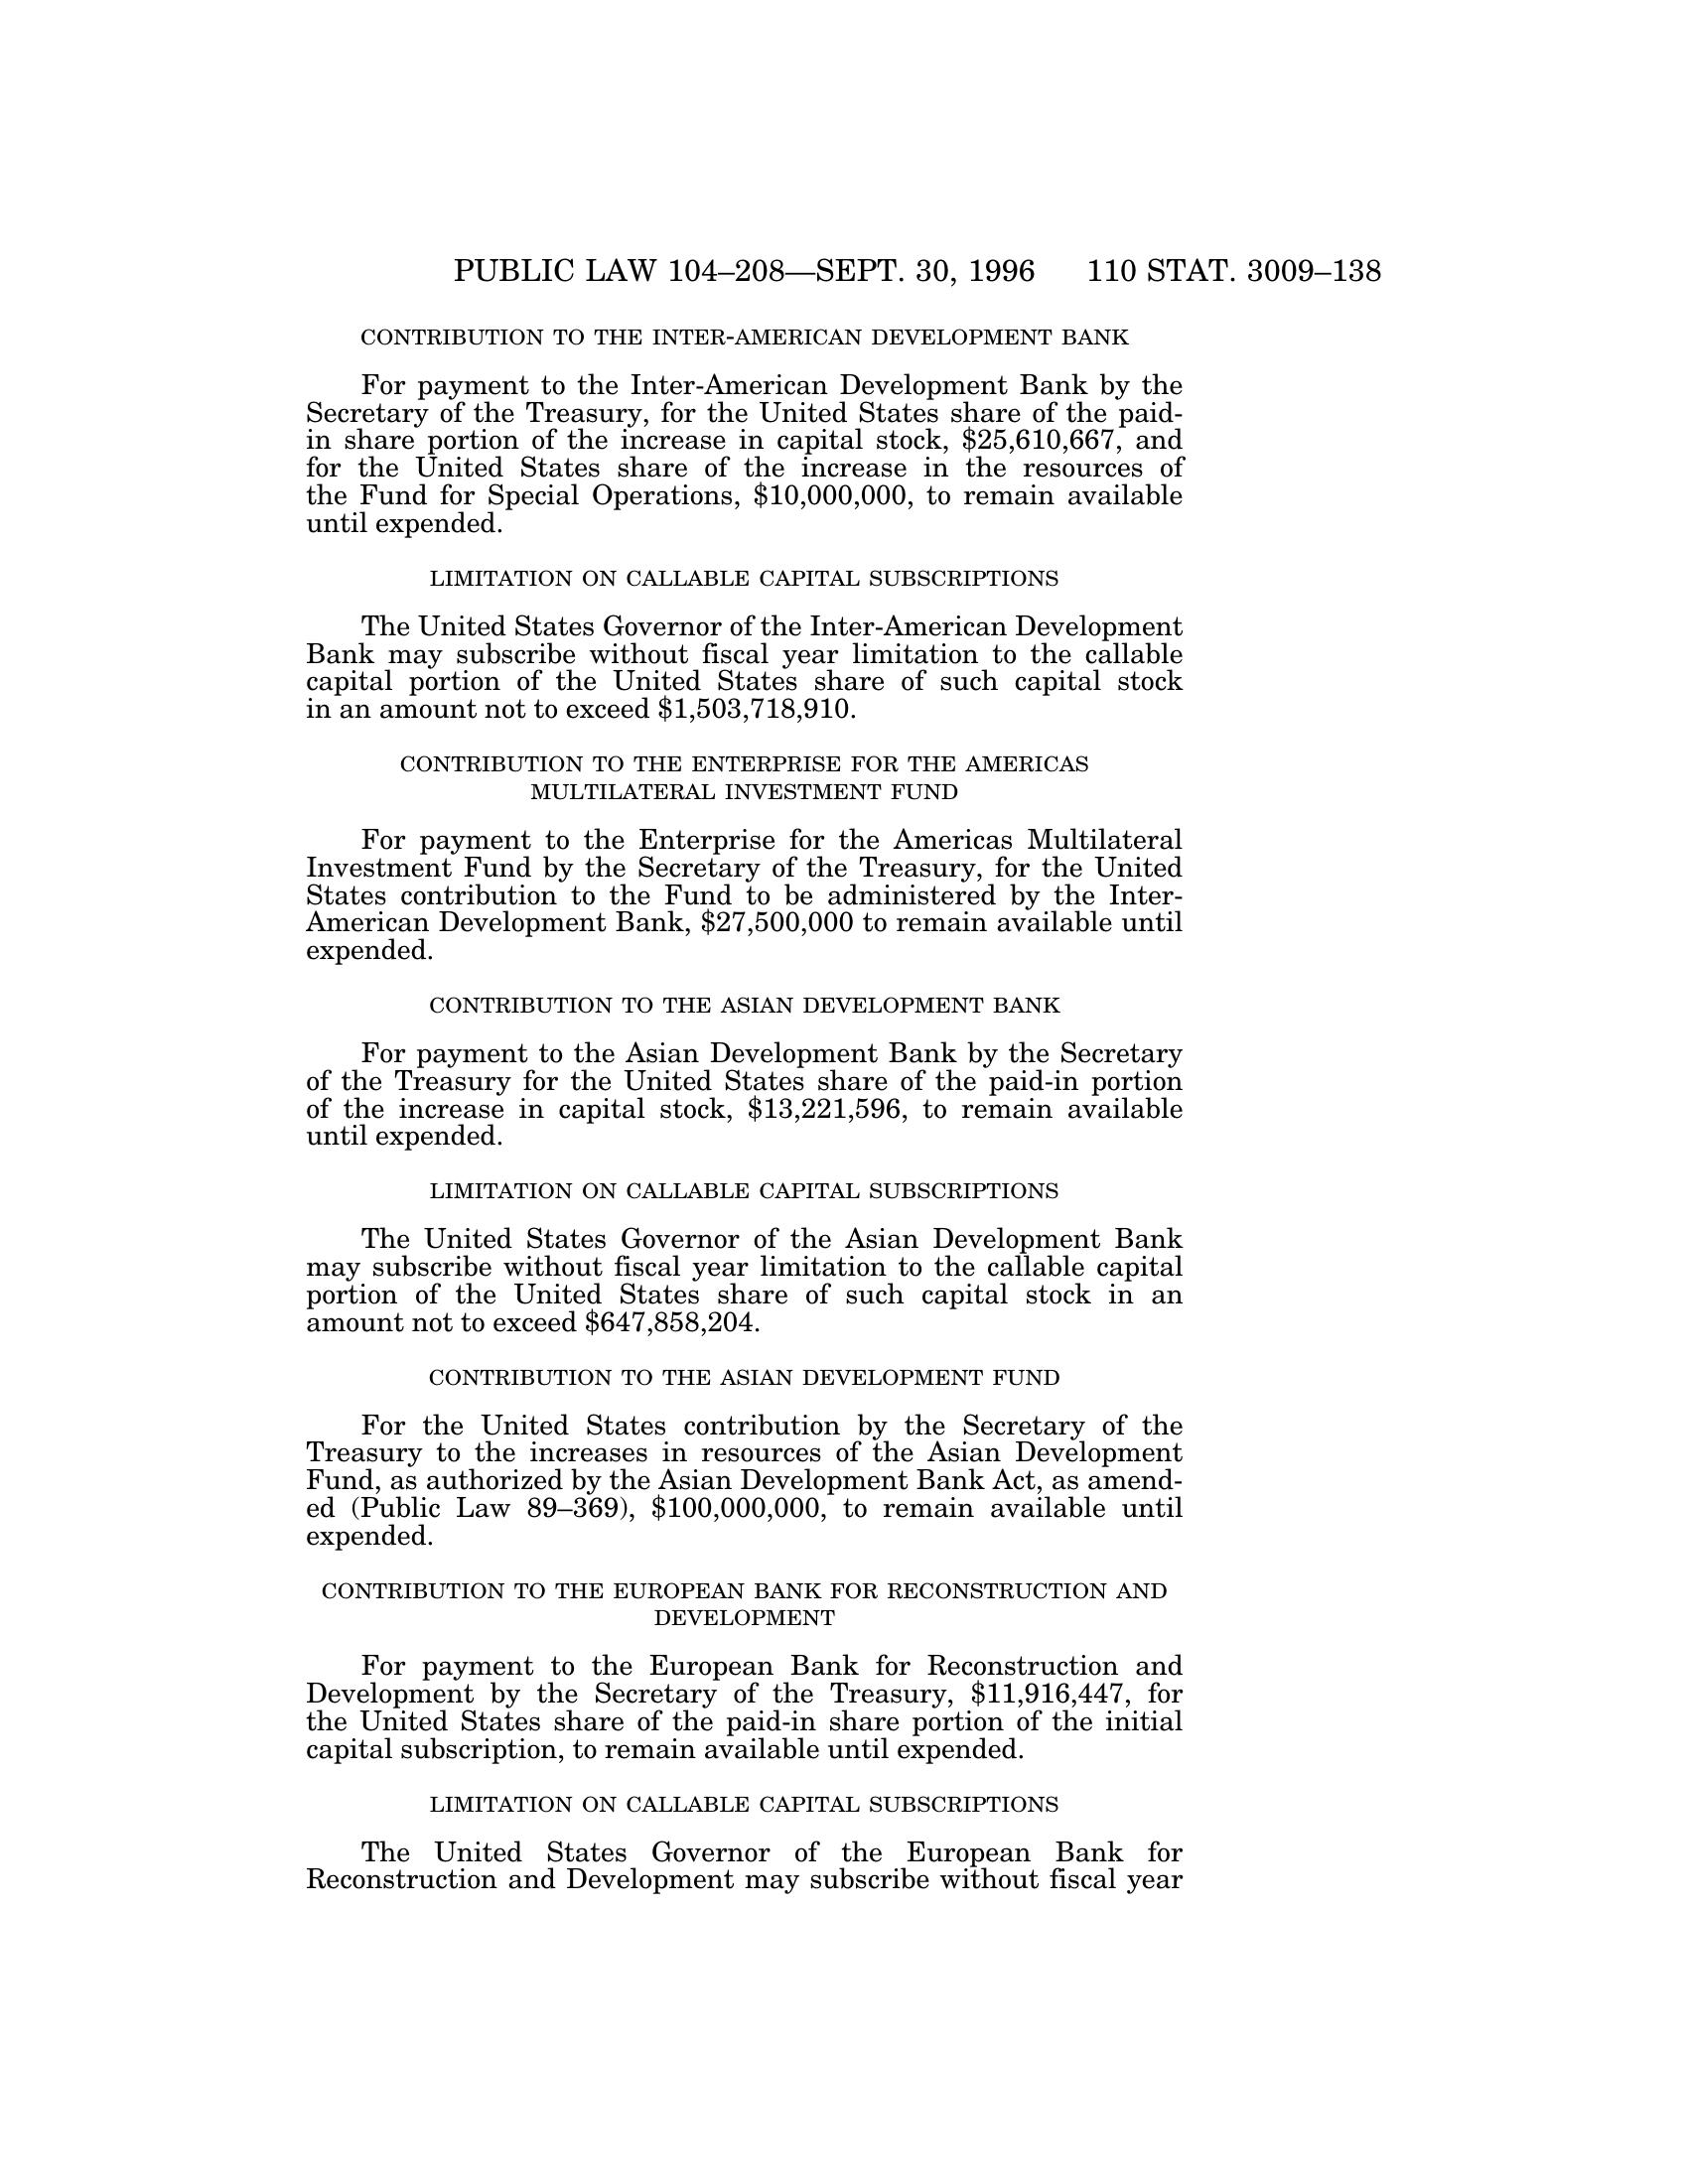 PUBLIC LAW 104–208—SEPT. 30, 1996 110 STAT. 3009–138
CONTRIBUTION TO THE INTER-AMERICAN DEVELOPMENT BANK
For payment to the Inter-American Development Bank by the
Secretary of the Treasury, for the United States share of the paid-
in share portion of the increase in capital stock, $25,610,667, and
for the United States share of the increase in the resources of
the Fund for Special Operations, $10,000,000, to remain available
until expended.
LIMITATION ON CALLABLE CAPITAL SUBSCRIPTIONS
The United States Governor of the Inter-American Development
Bank may subscribe without fiscal year limitation to the callable
capital portion of the United States share of such capital stock
in an amount not to exceed $1,503,718,910.
CONTRIBUTION TO THE ENTERPRISE FOR THE AMERICAS
MULTILATERAL INVESTMENT FUND
For payment to the Enterprise for the Americas Multilateral
Investment Fund by the Secretary of the Treasury, for the United
States contribution to the Fund to be administered by the Inter-
American Development Bank, $27,500,000 to remain available until
expended.
CONTRIBUTION TO THE ASIAN DEVELOPMENT BANK
For payment to the Asian Development Bank by the Secretary
of the Treasury for the United States share of the paid-in portion
of the increase in capital stock, $13,221,596, to remain available
until expended.
LIMITATION ON CALLABLE CAPITAL SUBSCRIPTIONS
The United States Governor of the Asian Development Bank
may subscribe without fiscal year limitation to the callable capital
portion of the United States share of such capital stock in an
amount not to exceed $647,858,204.
CONTRIBUTION TO THE ASIAN DEVELOPMENT FUND
For the United States contribution by the Secretary of the
Treasury to the increases in resources of the Asian Development
Fund, as authorized by the Asian Development Bank Act, as amend-
ed (Public Law 89–369), $100,000,000, to remain available until
expended.
CONTRIBUTION TO THE EUROPEAN BANK FOR RECONSTRUCTION AND
DEVELOPMENT
For payment to the European Bank for Reconstruction and
Development by the Secretary of the Treasury, $11,916,447, for
the United States share of the paid-in share portion of the initial
capital subscription, to remain available until expended.
LIMITATION ON CALLABLE CAPITAL SUBSCRIPTIONS
The United States Governor of the European Bank for
Reconstruction and Development may subscribe without fiscal year